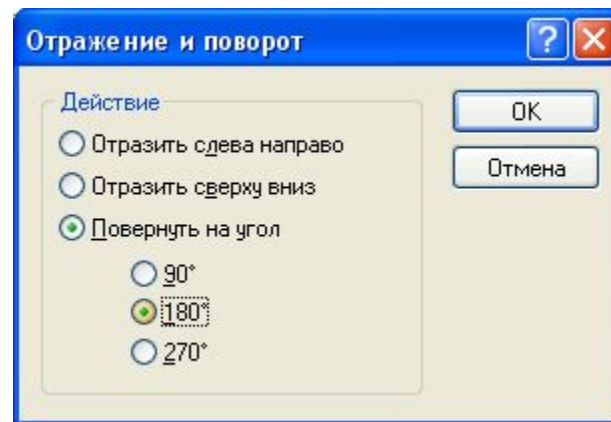 Отражение и поворот
Действие
Отразить слева направо
Отразить сверху вниз
Повернуть на угол
90°
180°
270°
OK
Отмена